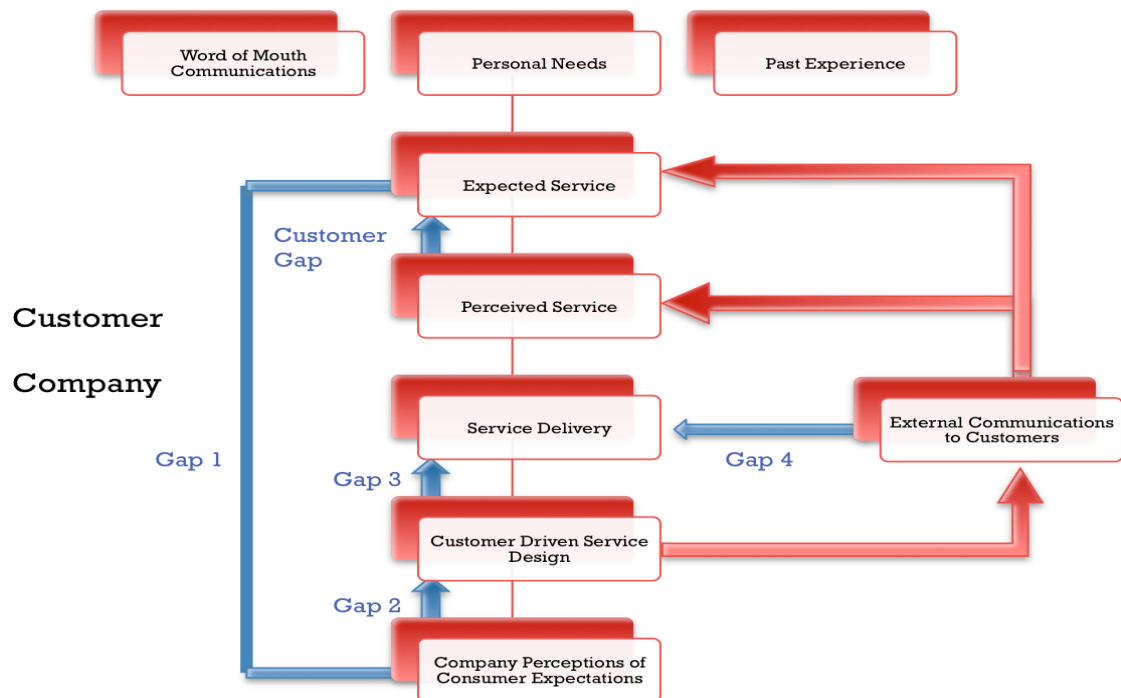 Word of Mouth
Communications
Personal Needs
Past Experience
Expected Service
Customer
Gap
Perceived Service
Customer
Company
Service Delivery
External Communications
to Customers
Gap 1
Gap 3
Gap 4
Customer Driven Service
Design
Gap 2
Company Perceptions of
Consumer Expectations